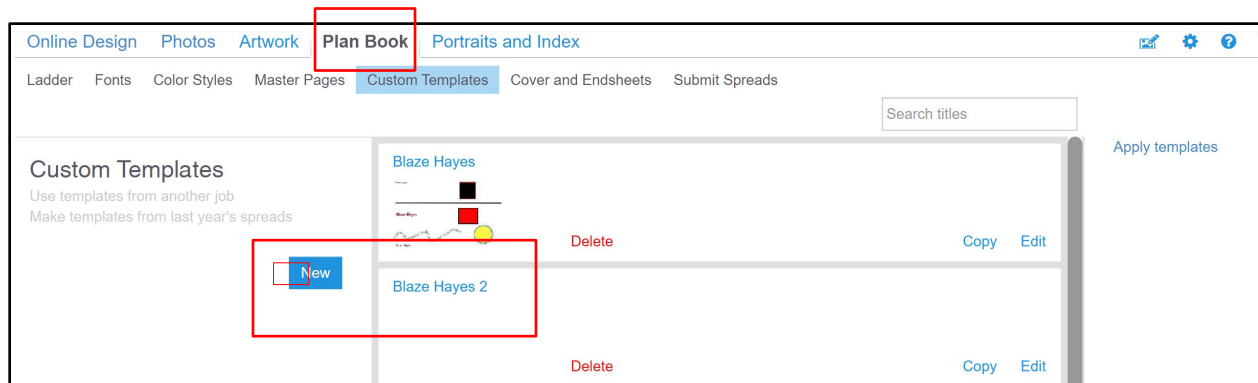 Online Design Photos Artwork Plan Book Portraits and Index
Ladder Fonts Color Styles Master Pages Custom Templates Cover and Endsheets Submit Spreads
Search titles
Apply templates
Custom Templates
Use templates from another job
Make templates from last year's spreads
New
Blaze Hayes
Blaze Hayes
Delete Copy Edit
Blaze Hayes 2
Delete Copy Edit